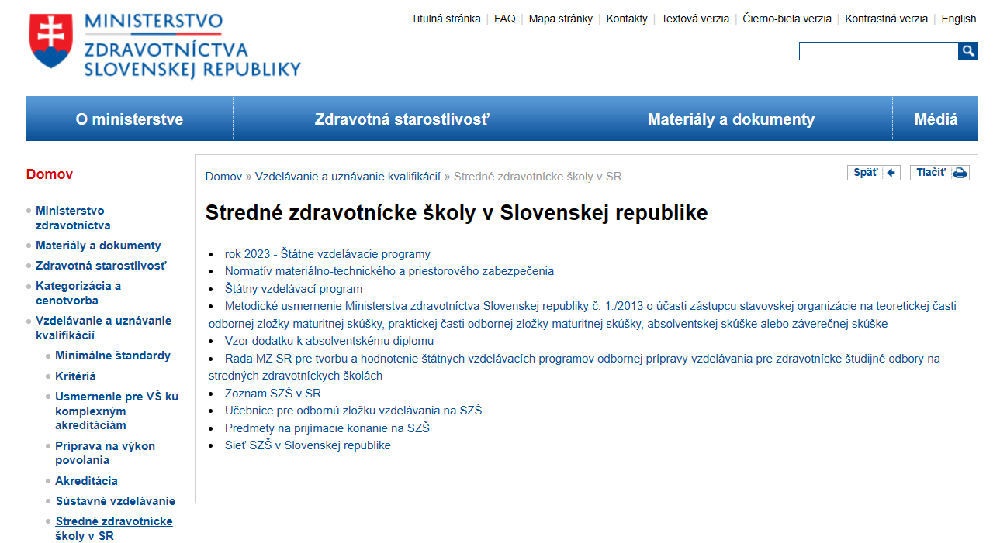 MINISTERSTVO
ZDRAVOTNÍCTVA
SLOVENSKEJ REPUBLIKY
Titulná stránka | FAQ | Mapa stránky | Kontakty | Textová verzia | Čierno-biela verzia | Kontrastná verzia | English
O ministerstve Zdravotná starostlivosť Materiály a dokumenty Médiá
Domov
Ministerstvo
zdravotníctva
Materiály a dokumenty
Zdravotná starostlivosť
Kategorizácia a
cenotvorba
Vzdelávanie a uznávanie
kvalifikácií
Minimálne štandardy
Kritériá
Usmernenie pre VŠ ku
komplexným
akreditáciám
Príprava na výkon
povolania
Akreditácia
Sústavné vzdelávanie
Stredné zdravotnícke
školy v SR
Domov » Vzdelávanie a uznávanie kvalifikácií » Stredné zdravotnícke školy v SR
Späť Tlačiť
Stredné zdravotnícke školy v Slovenskej republike
• rok 2023 - Štátne vzdelávacie programy
• Normatív materiálno-technického a priestorového zabezpečenia
• Štátny vzdelávací program
• Metodické usmernenie Ministerstva zdravotníctva Slovenskej republiky č. 1./2013 o účasti zástupcu stavovskej organizácie na teoretickej časti
odbornej zložky maturitnej skúšky, praktickej časti odbornej zložky maturitnej skúšky, absolventskej skúške alebo záverečnej skúške
• Vzor dodatku k absolventskému diplomu
• Rada MZ SR pre tvorbu a hodnotenie štátnych vzdelávacích programov odbornej prípravy vzdelávania pre zdravotnícke študijné odbory na
stredných zdravotníckych školách
• Zoznam SZŠ v SR
• Učebnice pre odbornú zložku vzdelávania na SZŠ
• Predmety na prijímacie konanie na SZŠ
• Sieť SZŠ v Slovenskej republike